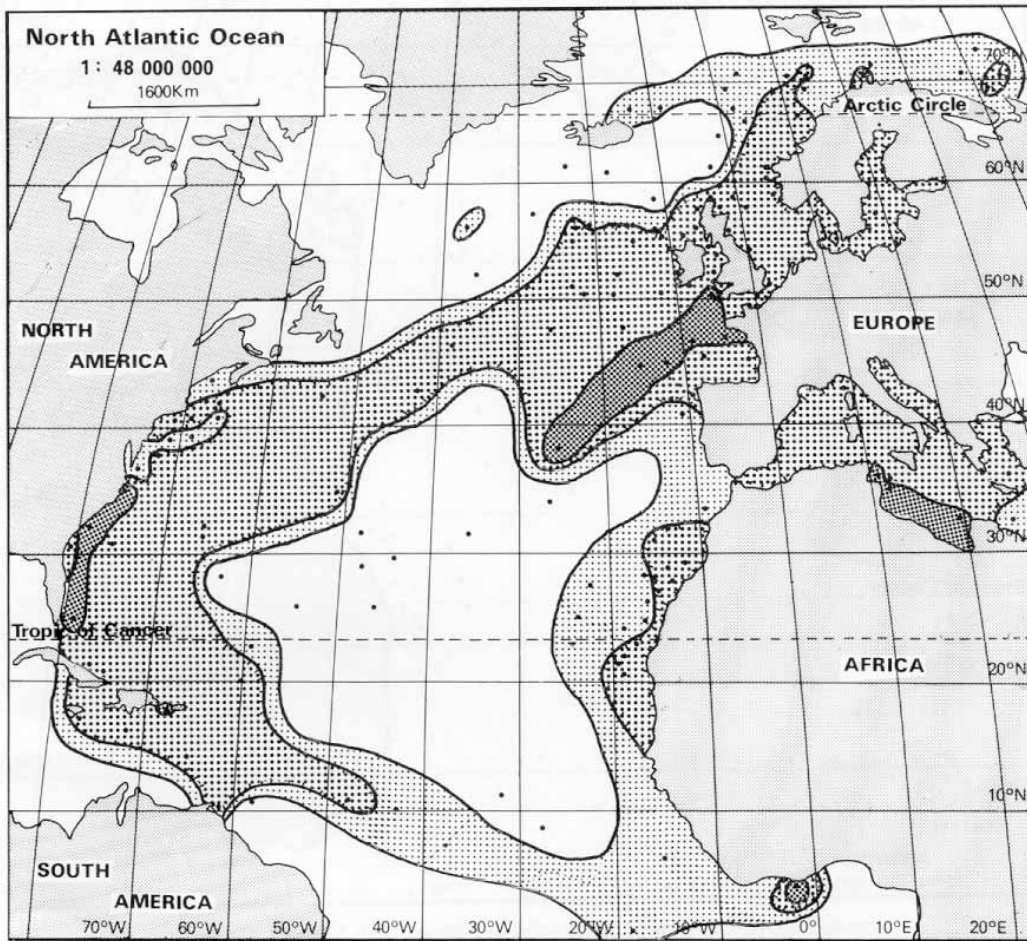 North Atlantic Ocean
1: 48 000 000
1600Km
70°N
Arctic Circle
60°N
50°N
NORTH
AMERICA
EUROPE
40°N
30°N
Tropic of Cancer
AFRICA
20°N
10°N
SOUTH
AMERICA
70°W 60°W 50°W 40°W 30°W 20°W 10°W 0° 10°E 20°E